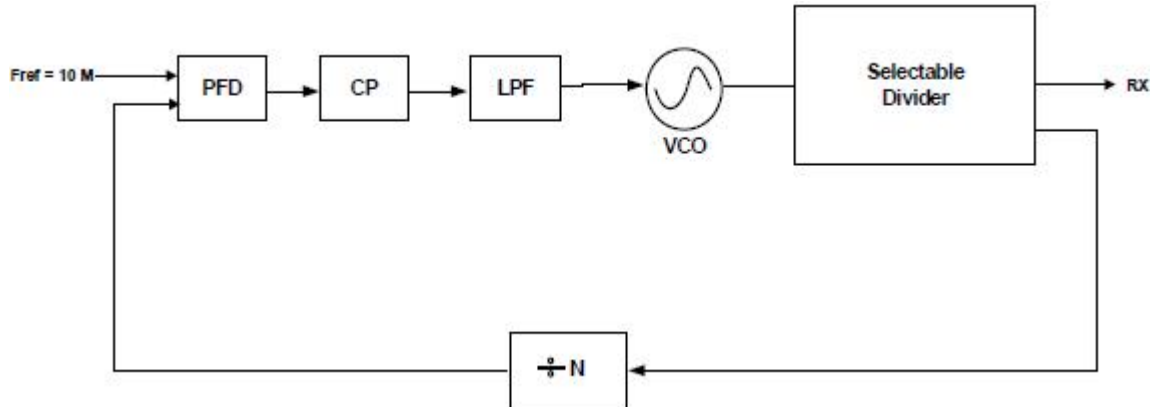 Fref = 10 M
PFD
CP
LPF
VCO
Selectable
Divider
RX
÷ N